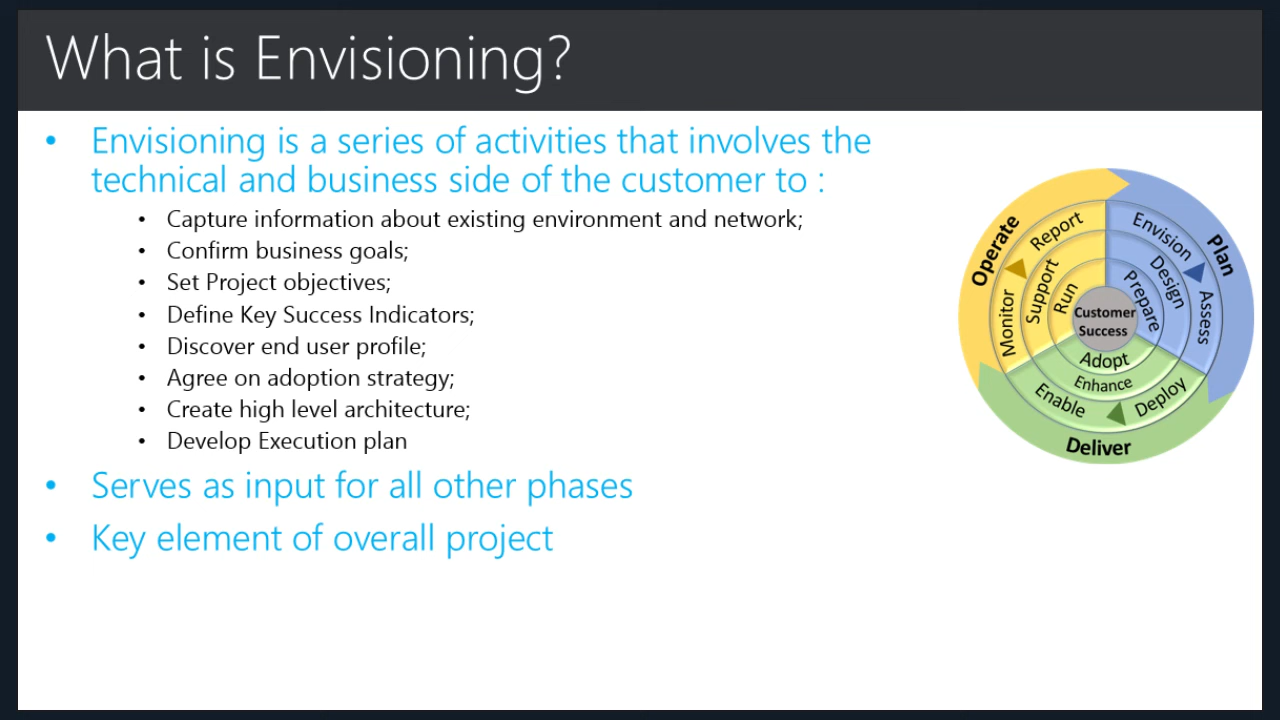 What is Envisioning?
• Envisioning is a series of activities that involves the
technical and business side of the customer to :
• Capture information about existing environment and network;
• Confirm business goals;
• Set Project objectives;
• Define Key Success Indicators;
• Discover end user profile;
• Agree on adoption strategy;
• Create high level architecture;
• Develop Execution plan
• Serves as input for all other phases
• Key element of overall project
Operate
Report
Support
Run
Monitor
Envision
Plan
Design
Prepare
Assess
Customer
Success
Adopt
Enhance
Enable
Deploy
Deliver